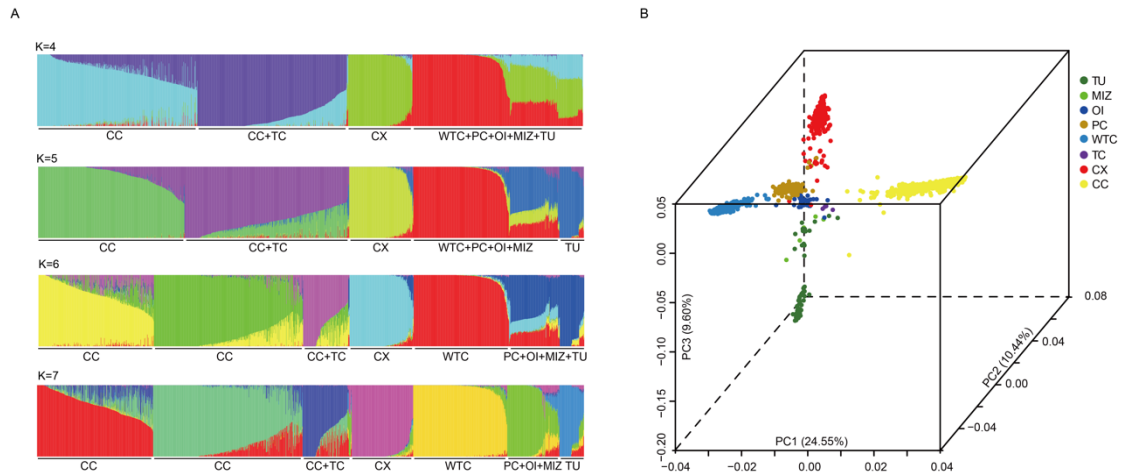 A
K=4
CC CC+TC CX WTC+PC+OI+MIZ+TU
K=5
CC CC+TC CX WTC+PC+OI+MIZ TU
K=6
CC CC CC+TC CX WTC PC+OI+MIZ+TU
K=7
CC CC CC+TC CX WTC PC+OI+MIZ TU
B
TU
MIZ
OI
PC
WTC
TC
CX
CC
0.05
0.00
−0.05
−0.10
−0.15
−0.20
PC3 (9.60%)
PC1 (24.55%)
−0.04 −0.02 0.00 0.02 0.04
PC2 (10.44%)
0.08
0.04
0.00
−0.04